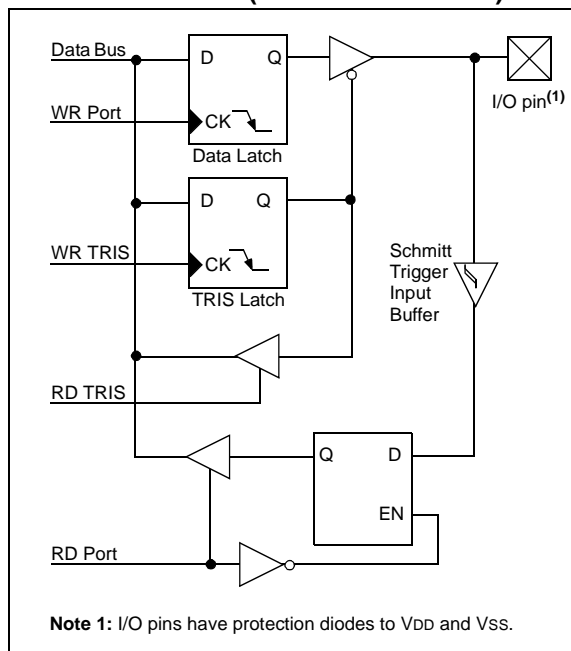 Data Bus
D
Q
WR Port
CK
Data Latch
I/O pin(1)
D
Q
WR TRIS
CK
TRIS Latch
Schmitt
Trigger
Input
Buffer
RD TRIS
Q
D
EN
RD Port
Note 1: I/O pins have protection diodes to VDD and VSS.